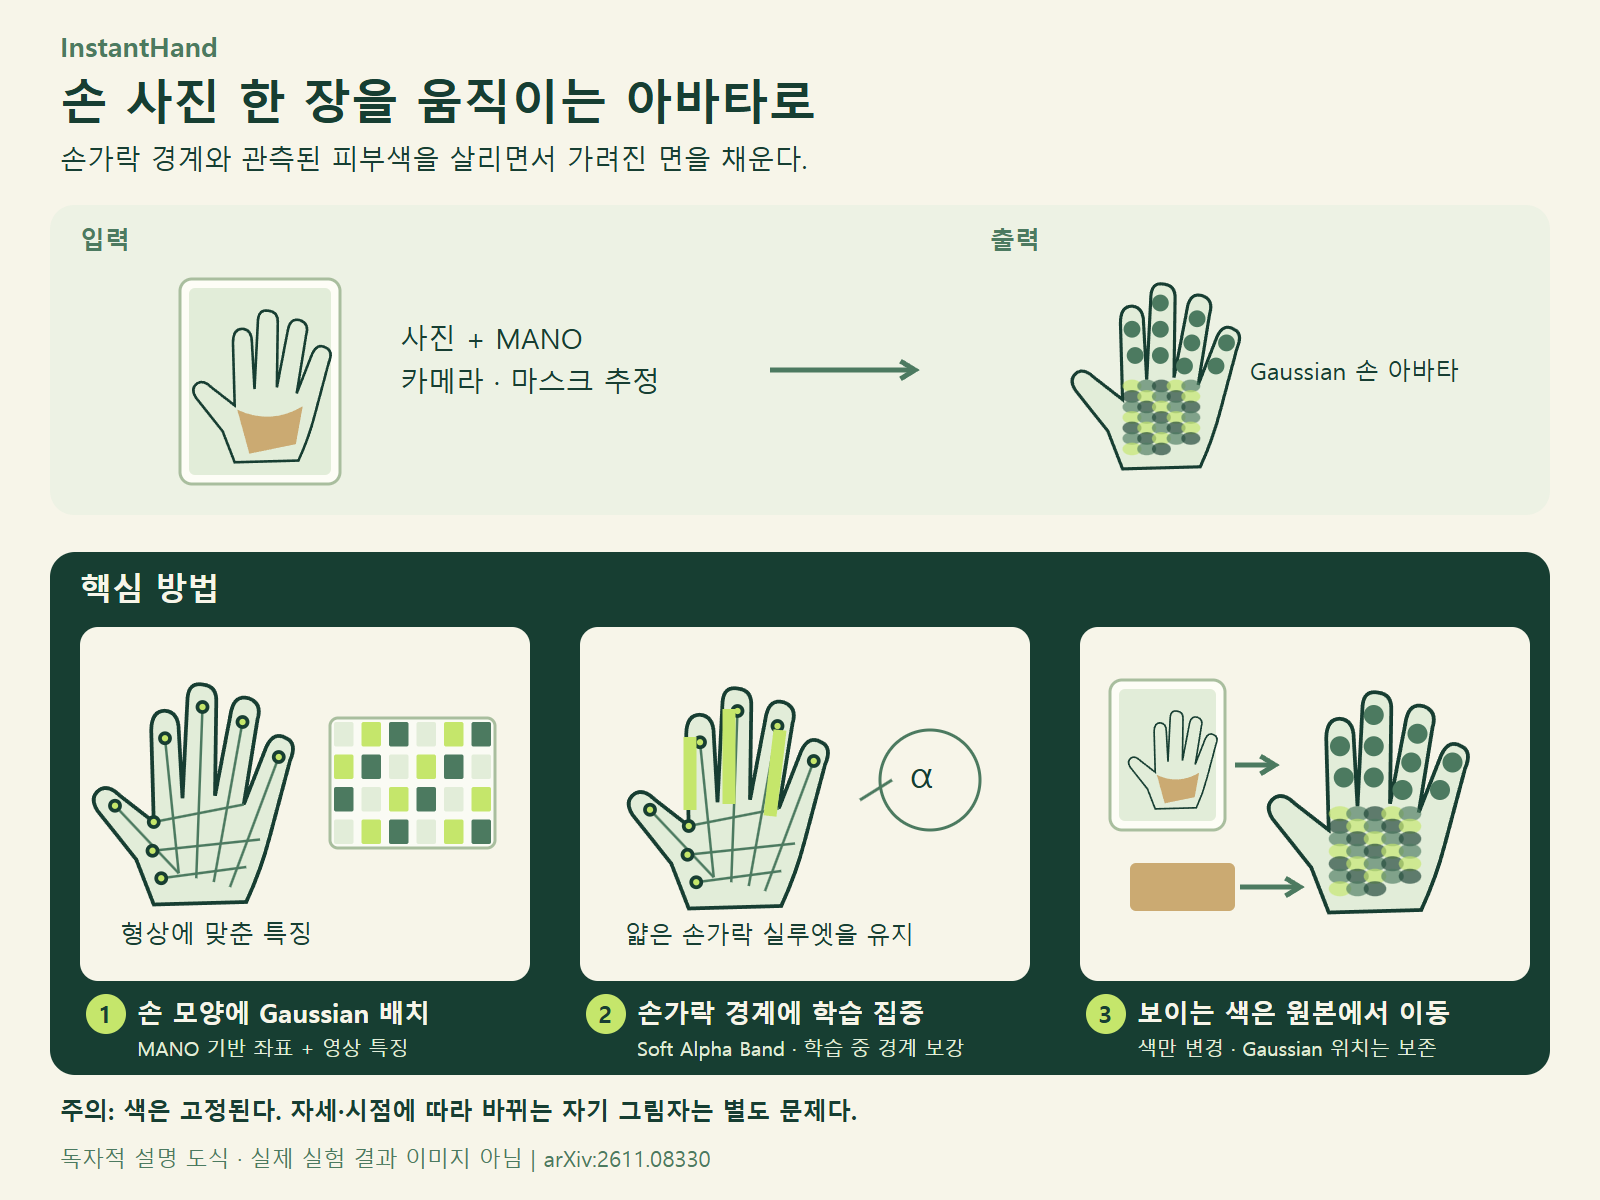 InstantHand
손 사진 한 장을 움직이는 아바타로
손가락 경계와 관측된 피부색을 살리면서 가려진 면을 채운다.
입력
출력
사진 + MANO
카메라 · 마스크 추정
Gaussian 손 아바타
핵심 방법
α
형상에 맞춘 특징
얇은 손가락 실루엣을 유지
1 손 모양에 Gaussian 배치
MANO 기반 좌표 + 영상 특징
2 손가락 경계에 학습 집중
Soft Alpha Band · 학습 중 경계 보강
3 보이는 색은 원본에서 이동
색만 변경 · Gaussian 위치는 보존
주의: 색은 고정된다. 자세·시점에 따라 바뀌는 자기 그림자는 별도 문제다.
독자적 설명 도식 · 실제 실험 결과 이미지 아님 | arXiv:2611.08330